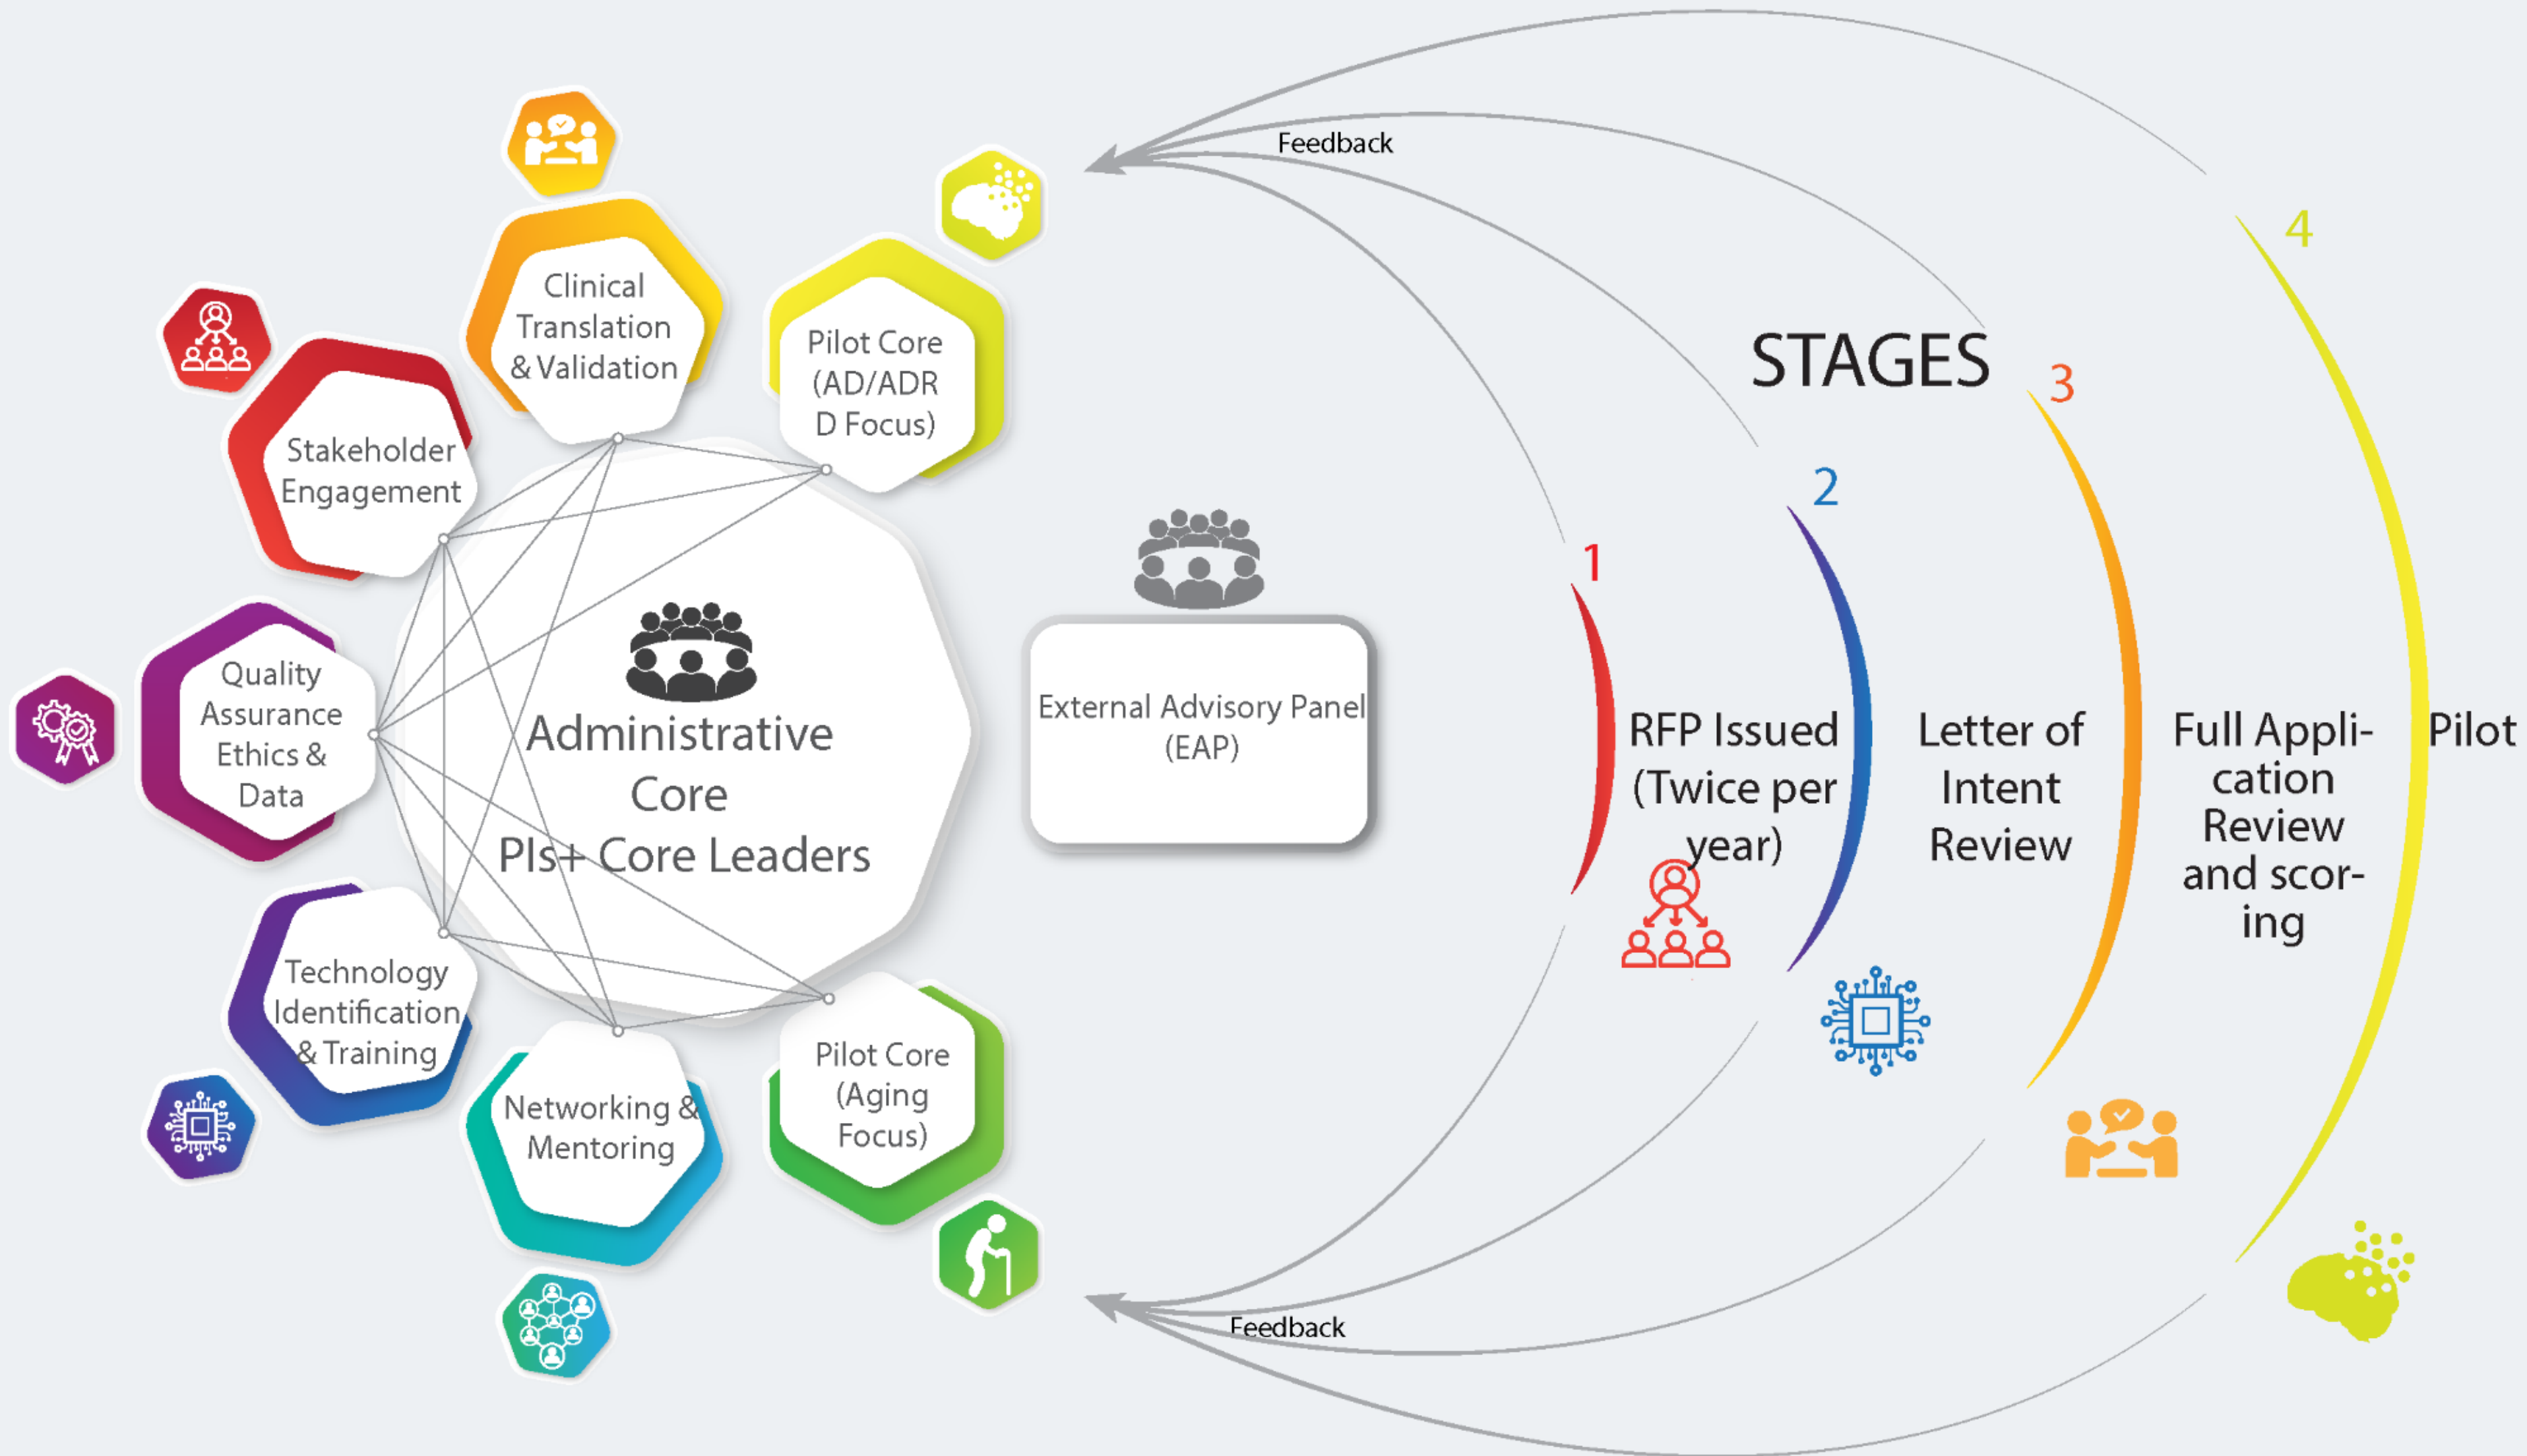 Clinical
Translation
& Validation
Pilot Core
(AD/ADR
D Focus)
Stakeholder
Engagement
Quality
Assurance
Ethics &
Data
Technology
Identification
& Training
Networking &
Mentoring
Pilot Core
(Aging
Focus)
Administrative
Core
PIs+ Core Leaders
External Advisory Panel
(EAP)
Feedback
Feedback
STAGES
1
RFP Issued
(Twice per
year)
2
Letter of
Intent
Review
3
Full Appli-
cation
Review
and scor-
ing
4
Pilot